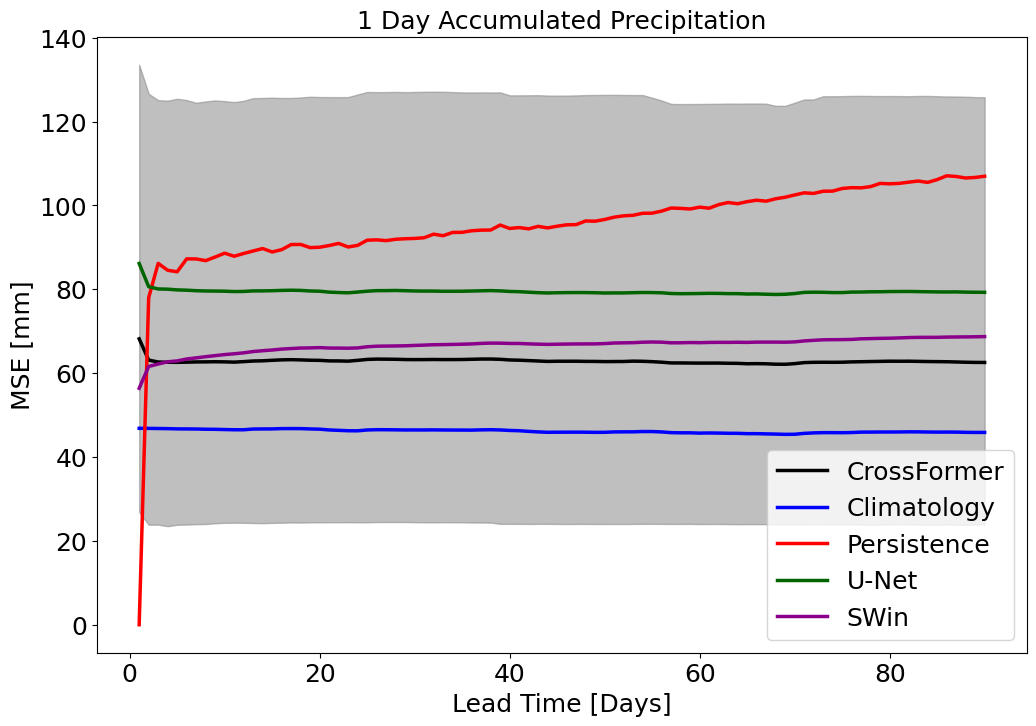 1 Day Accumulated Precipitation
MSE [mm]
140
120
100
80
60
40
20
0
CrossFormer
Climatology
Persistence
U-Net
SWin
0 20 40 60 80
Lead Time [Days]